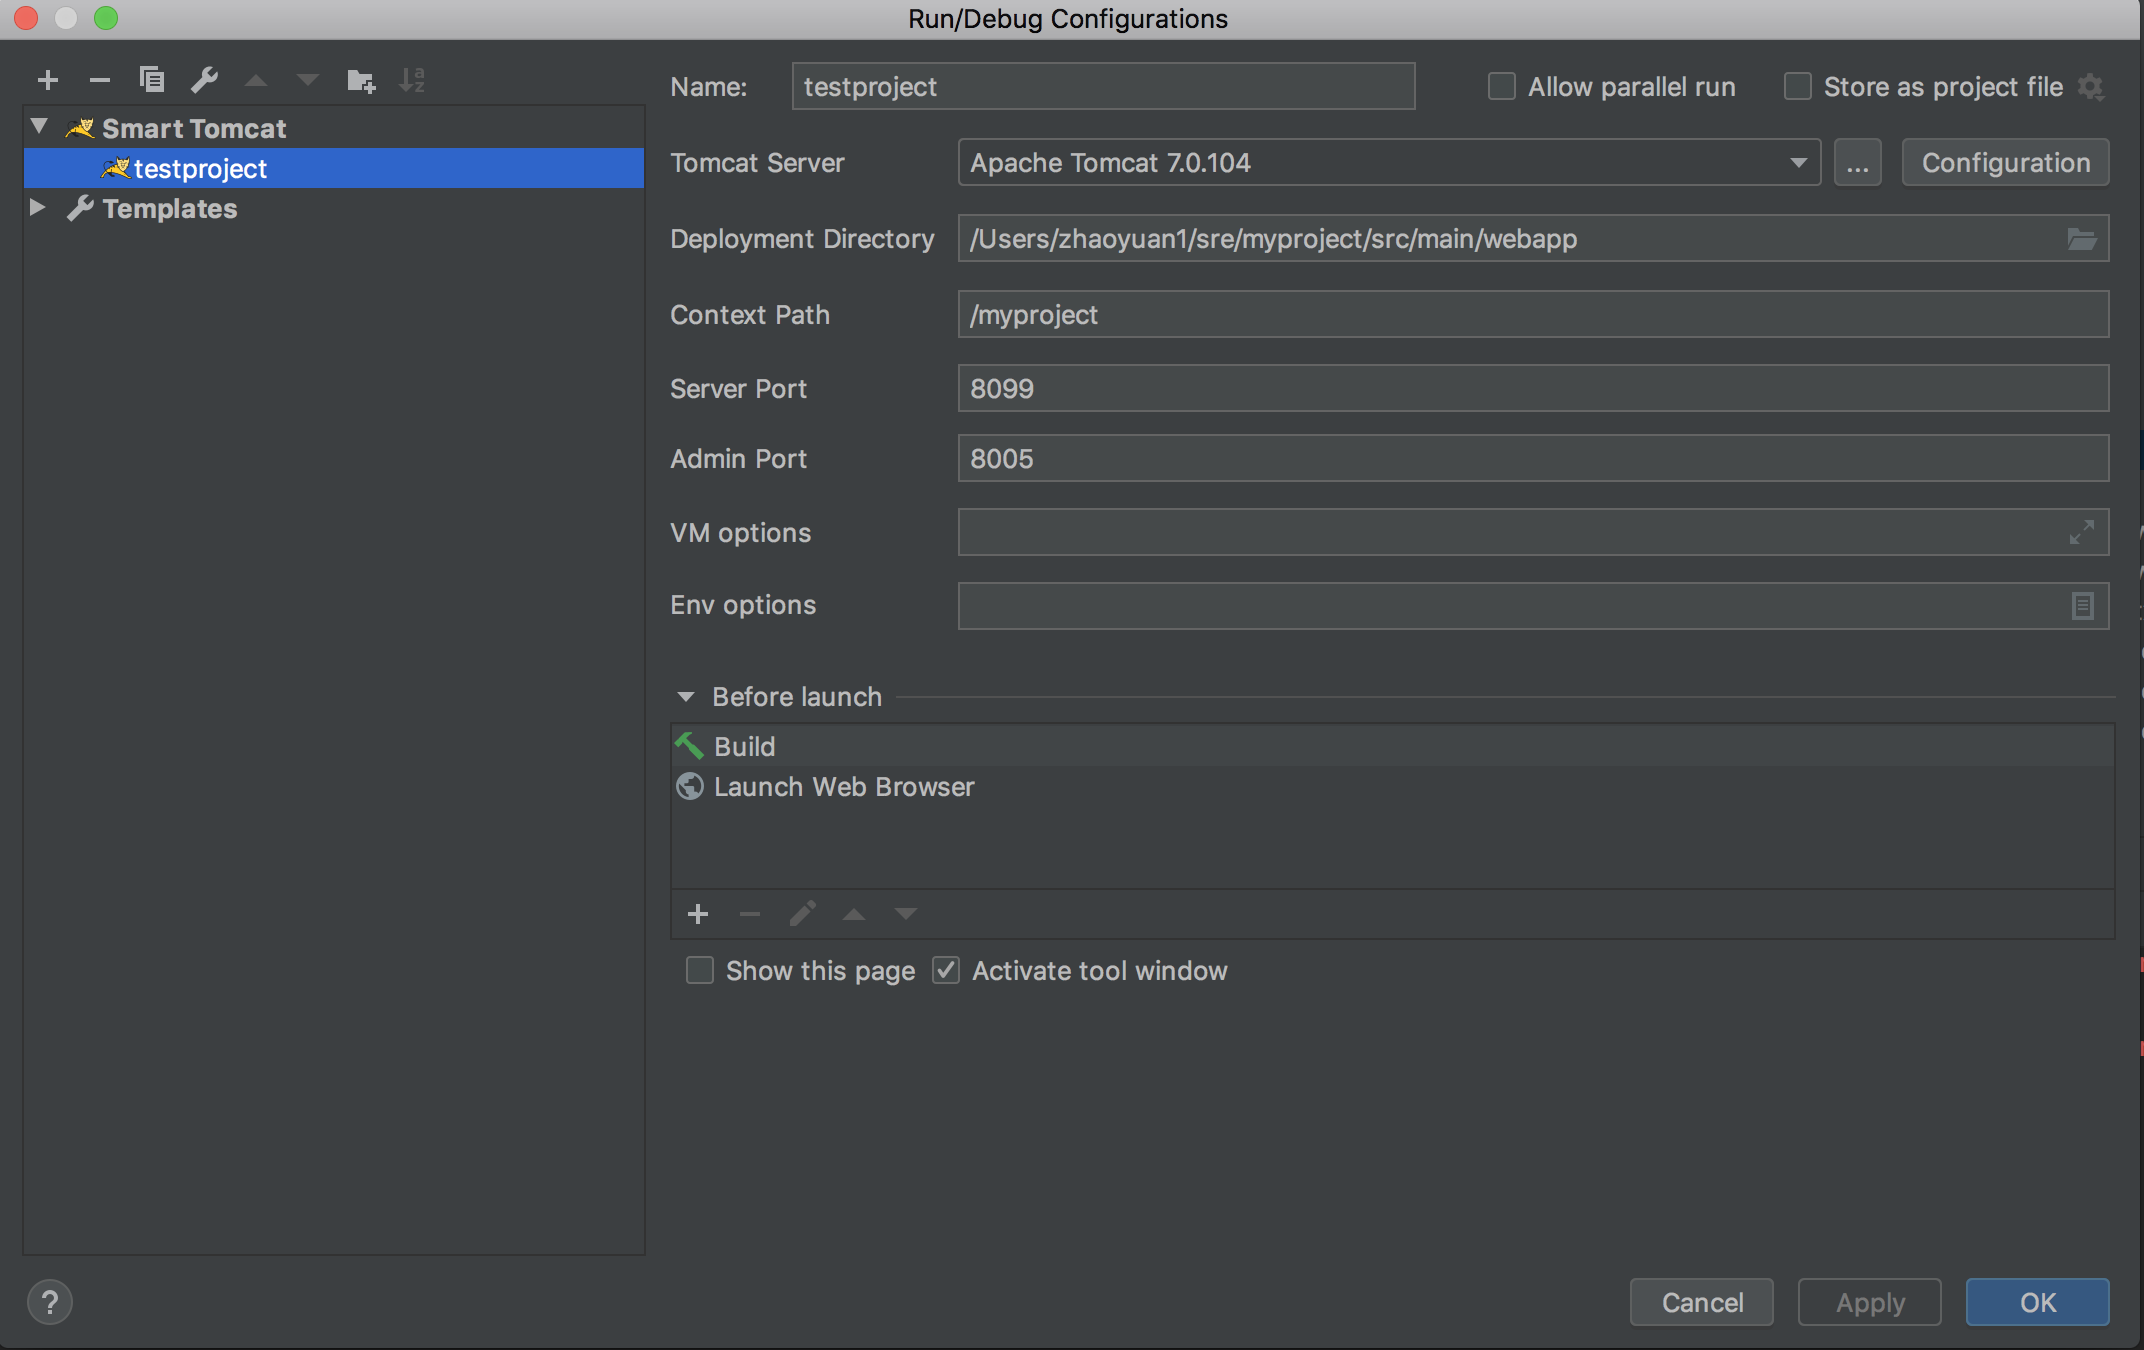 Run/Debug Configurations
Name: testproject Allow parallel run Store as project file
Smart Tomcat
testproject
Templates
Tomcat Server Apache Tomcat 7.0.104 ... Configuration
Deployment Directory /Users/zhaoyuan1/sre/myproject/src/main/webapp
Context Path /myproject
Server Port 8099
Admin Port 8005
VM options
Env options
Before launch
Build
Launch Web Browser
Show this page Activate tool window
? Cancel Apply OK